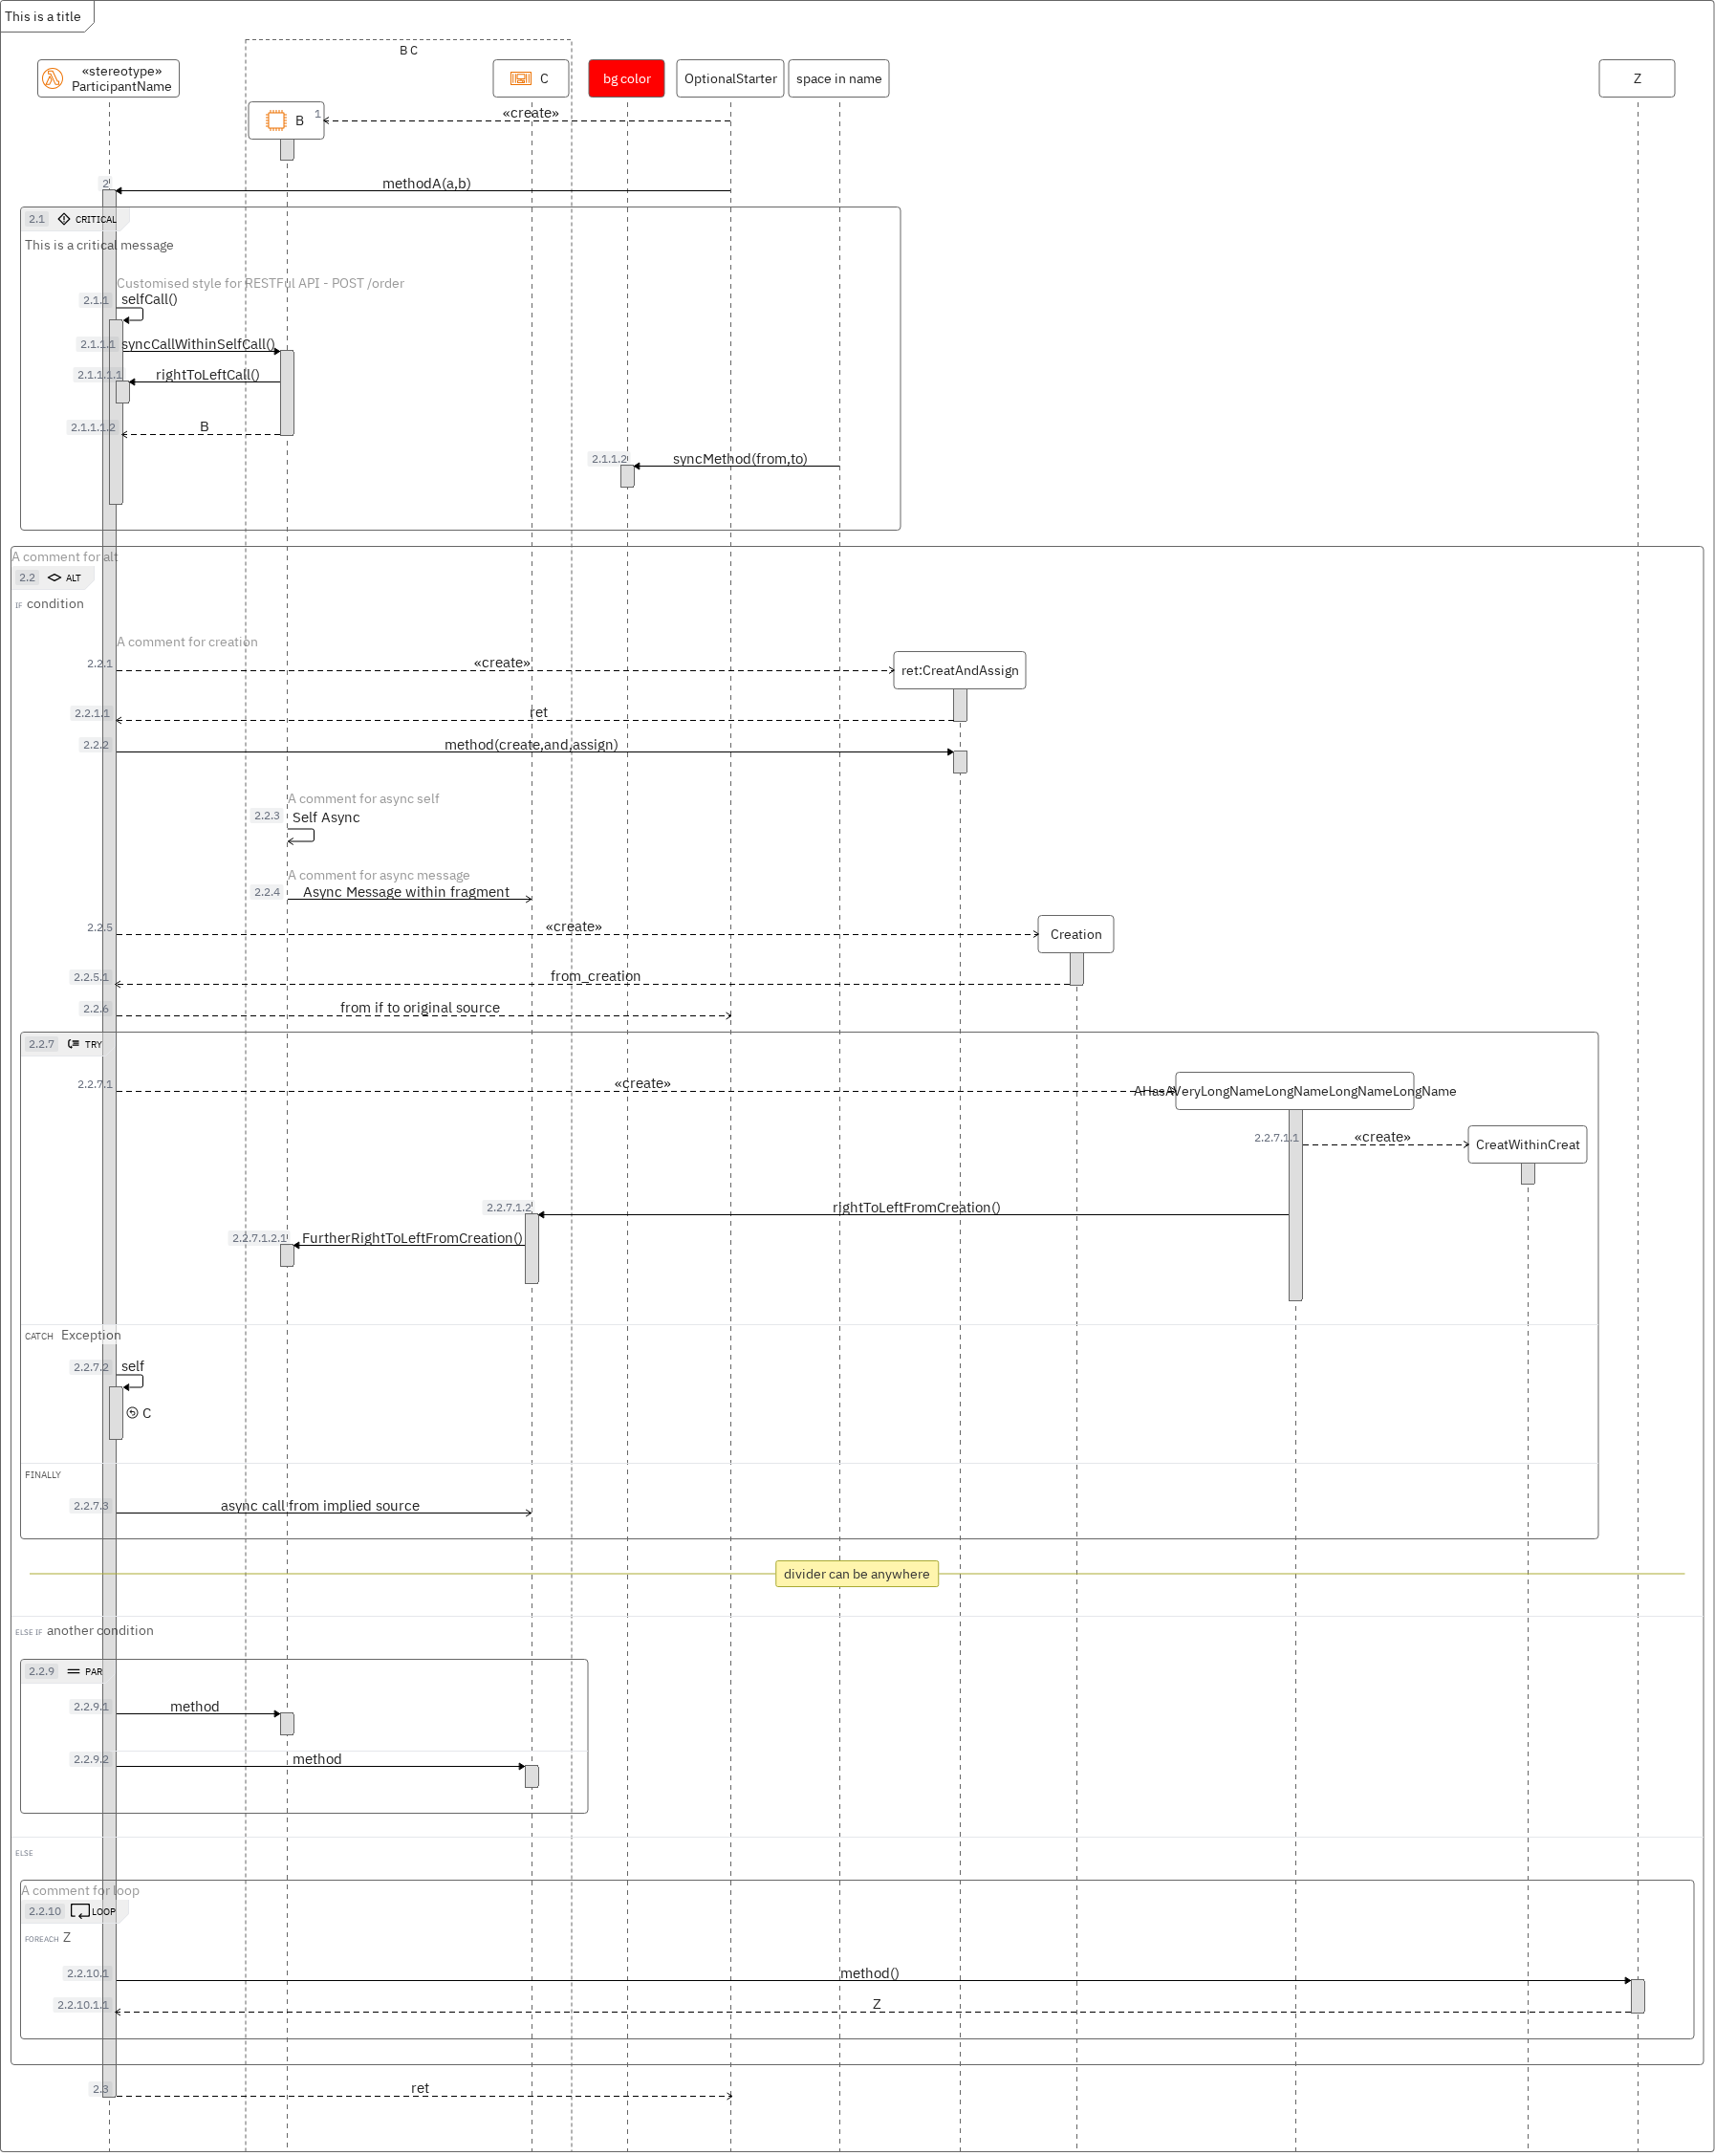 This is a title
B C
«stereotype»
ParticipantName
C
bg color
OptionalStarter
space in name
Z
B
1
«create»
2
methodA(a,b)
2.1
CRITICAL
This is a critical message
Customised style for RESTFul API - POST /order
2.1.1
selfCall()
2.1.1.1
syncCallWithinSelfCall()
2.1.1.1.1
rightToLeftCall()
2.1.1.1.2
B
2.1.1.2
syncMethod(from,to)
A comment for alt
2.2
ALT
IF condition
A comment for creation
2.2.1
«create»
ret:CreatAndAssign
2.2.1.1
ret
2.2.2
method(create,and,assign)
A comment for async self
2.2.3
Self Async
A comment for async message
2.2.4
Async Message within fragment
2.2.5
«create»
Creation
2.2.5.1
from_creation
2.2.6
from if to original source
2.2.7
TRY
2.2.7.1
«create»
AHasAVeryLongNameLongNameLongNameLongName
2.2.7.1.1
«create»
CreatWithinCreat
2.2.7.1.2
rightToLeftFromCreation()
2.2.7.1.2.1
FurtherRightToLeftFromCreation()
CATCH Exception
2.2.7.2
self
C
FINALLY
2.2.7.3
async call from implied source
divider can be anywhere
ELSE IF another condition
2.2.9
PAR
2.2.9.1
method
2.2.9.2
method
ELSE
A comment for loop
2.2.10
LOOP
FOREACH Z
2.2.10.1
method()
2.2.10.1.1
Z
2.3
ret